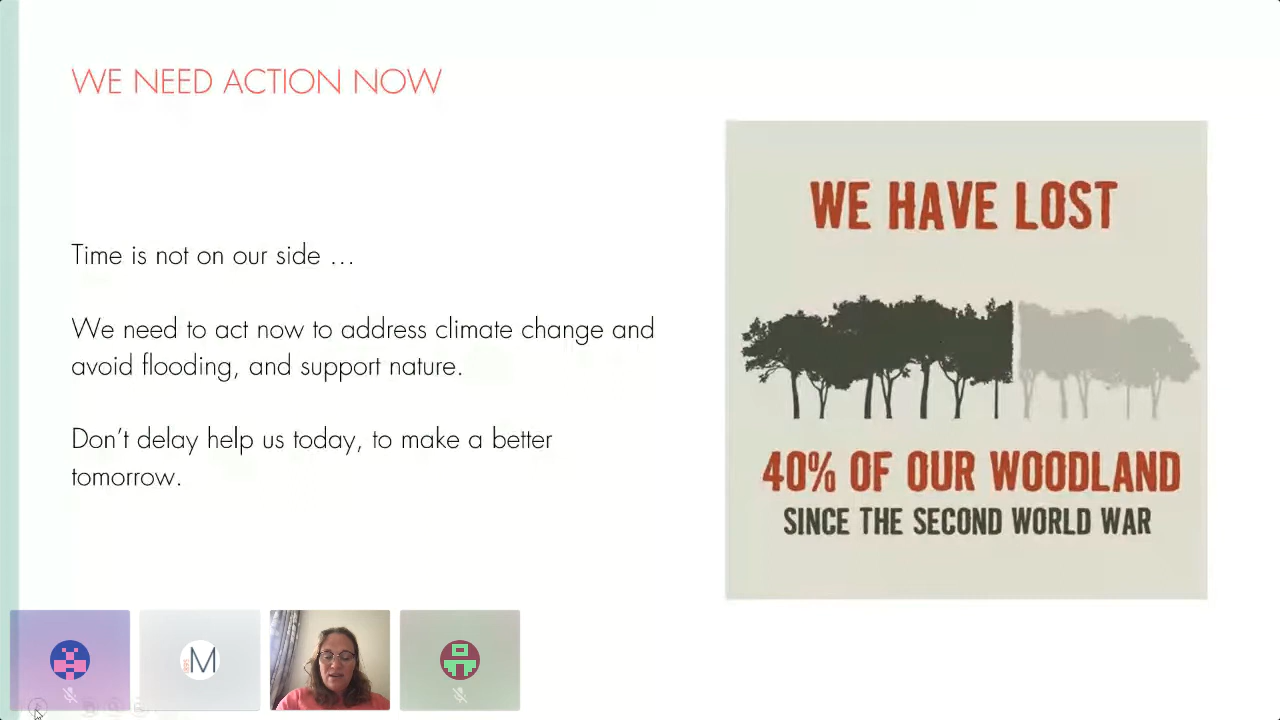 WE NEED ACTION NOW
Time is not on our side ...
We need to act now to address climate change and
avoid flooding, and support nature.
Don't delay help us today, to make a better
tomorrow.
WE HAVE LOST
40% OF OUR WOODLAND
SINCE THE SECOND WORLD WAR
M